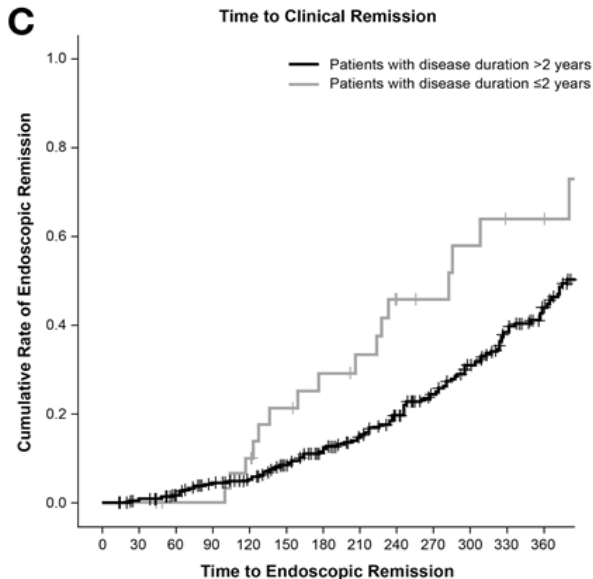 C
Time to Clinical Remission
Patients with disease duration >2 years
Patients with disease duration ≤2 years
Cumulative Rate of Endoscopic Remission
1.0
0.8
0.6
0.4
0.2
0.0
0 30 60 90 120 150 180 210 240 270 300 330 360
Time to Endoscopic Remission